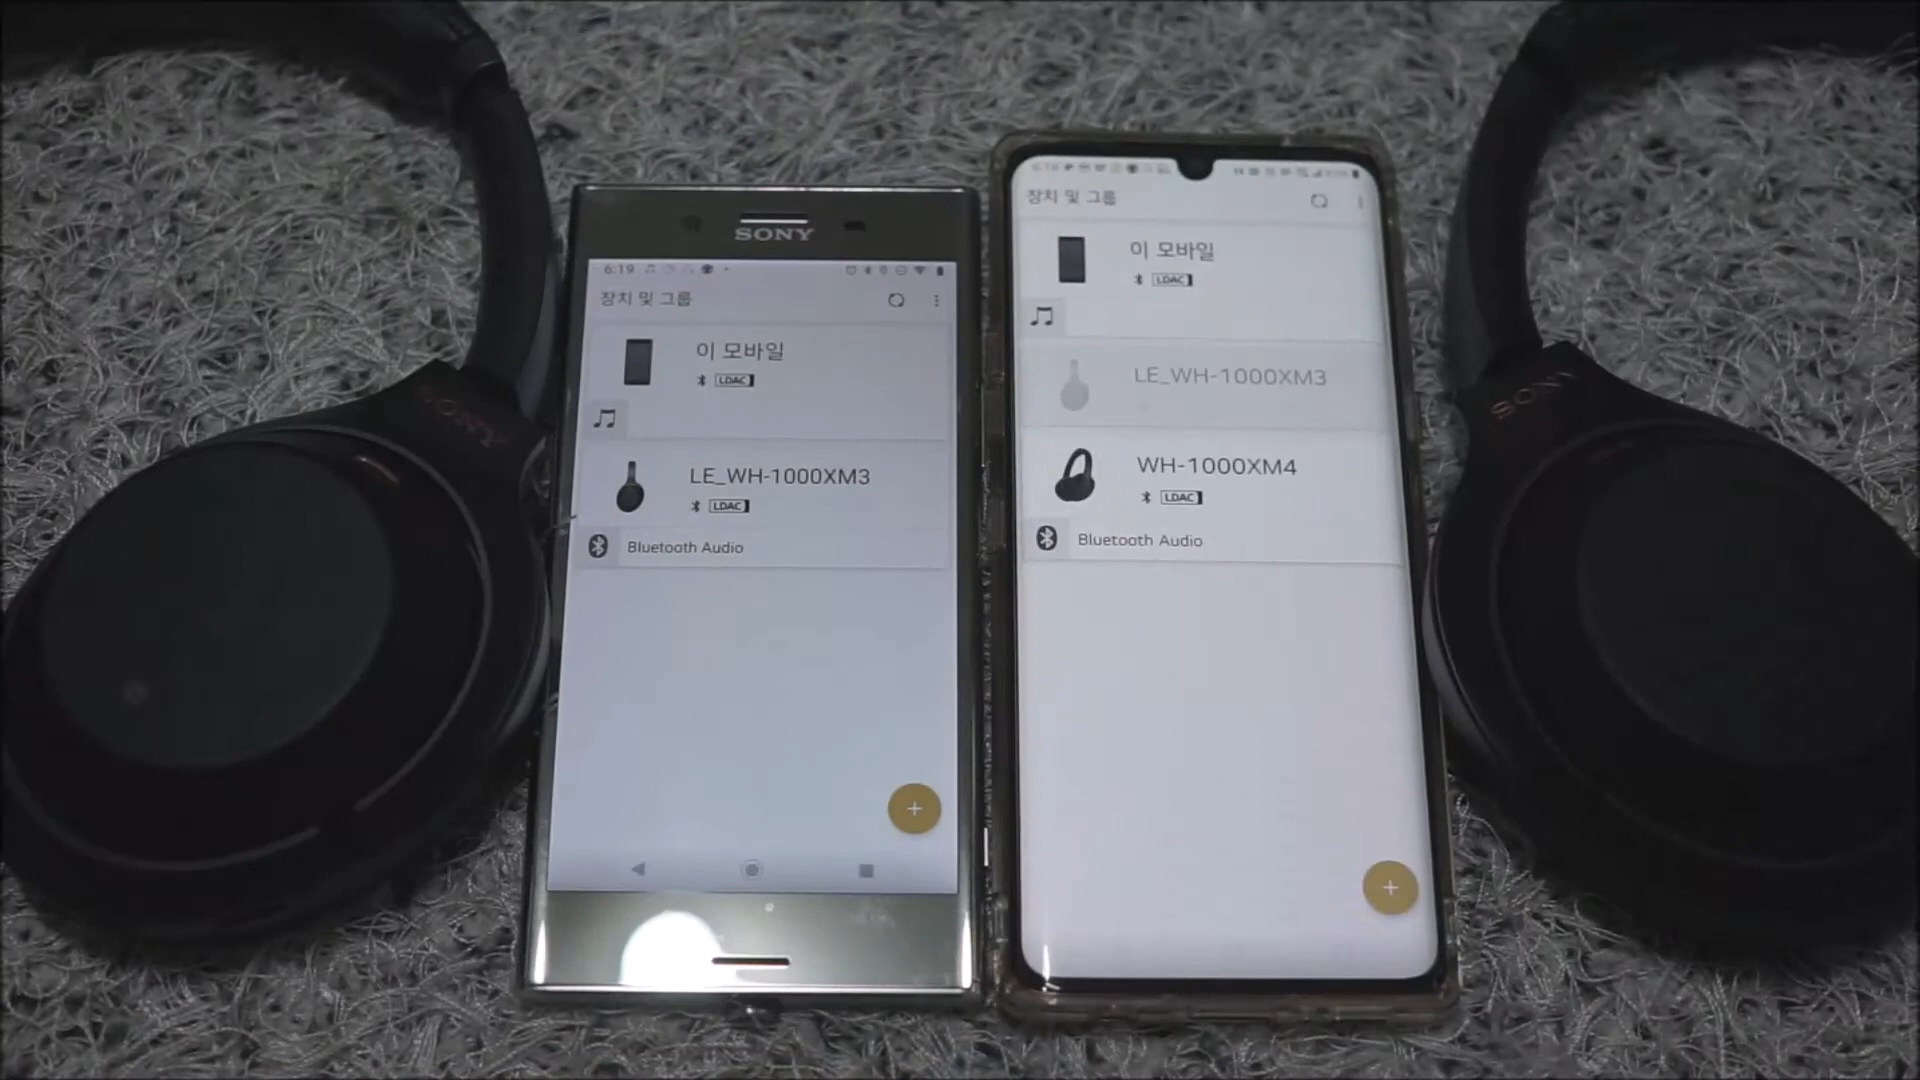 SONY
SONY
6:19
장치 및 그룹
이 모바일
LDAC
LE_WH-1000XM3
LDAC
Bluetooth Audio
장치 및 그룹
이 모바일
LDAC
LE_WH-1000XM3
WH-1000XM4
LDAC
Bluetooth Audio
SONY